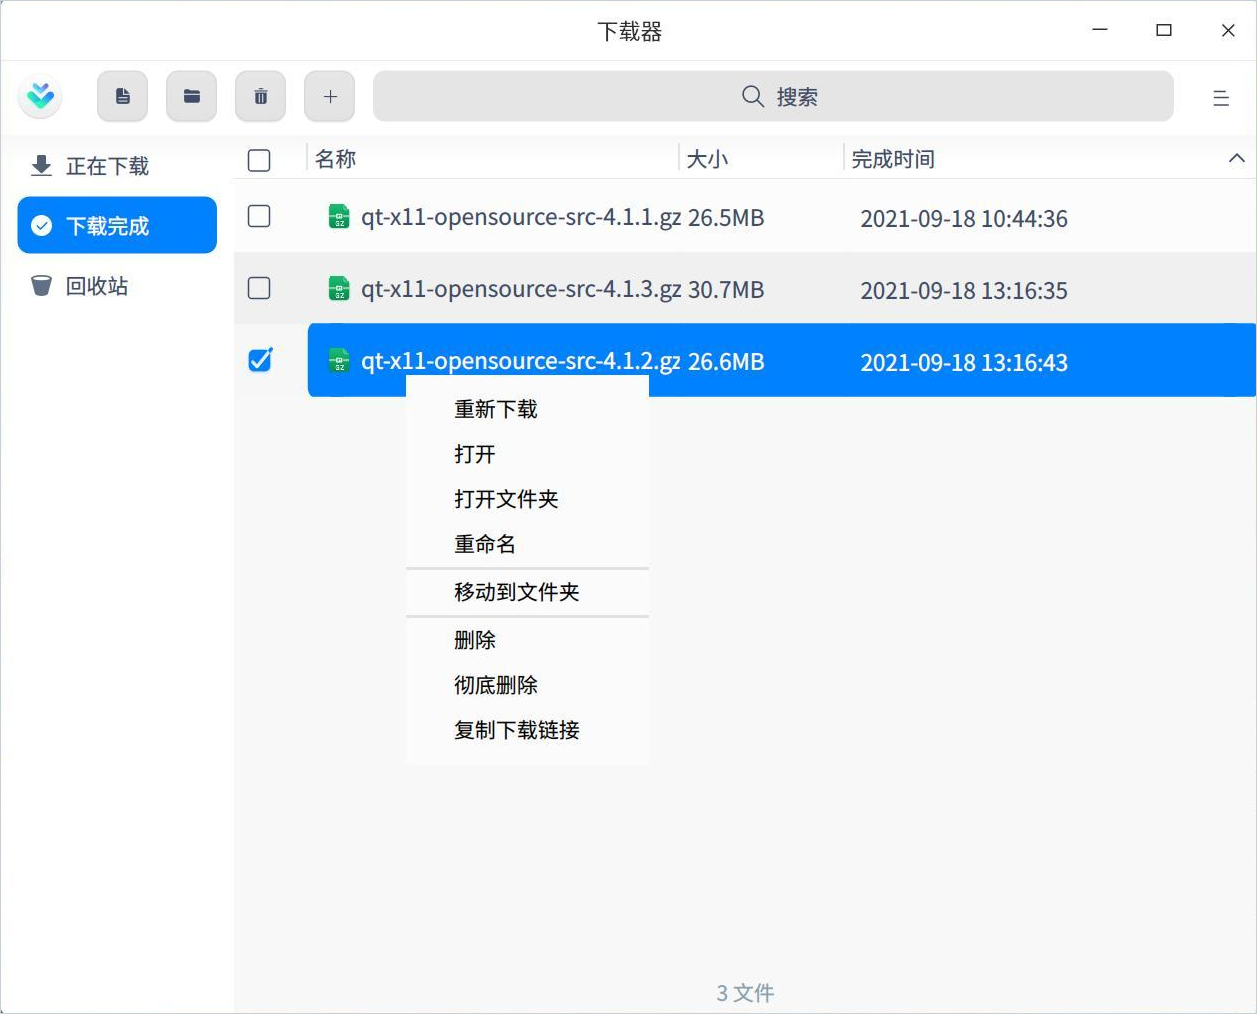 下载器
搜索
正在下载
下载完成
回收站
名称 大小 完成时间
qt-x11-opensource-src-4.1.1.gz 26.5MB 2021-09-18 10:44:36
qt-x11-opensource-src-4.1.3.gz 30.7MB 2021-09-18 13:16:35
qt-x11-opensource-src-4.1.2.gz 26.6MB 2021-09-18 13:16:43
重新下载
打开
打开文件夹
重命名
移动到文件夹
删除
彻底删除
复制下载链接
3 文件